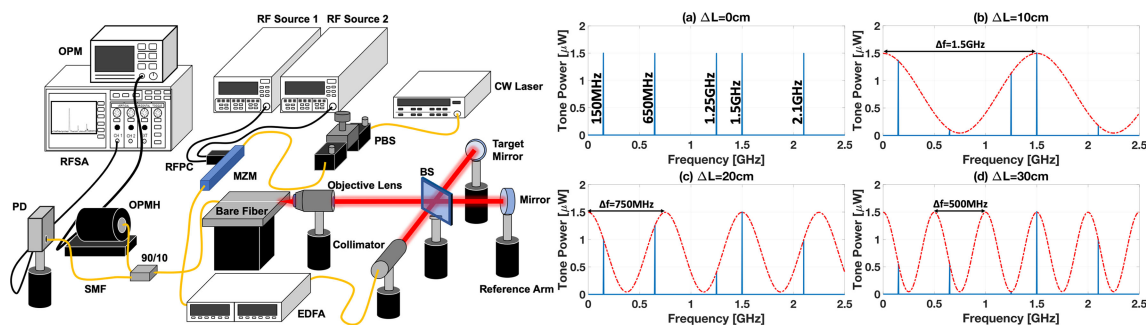 RF Source 1 RF Source 2
OPM
CW Laser
RFSA
RFPC
PBS
MZM
Target
Mirror
BS
Objective Lens
Mirror
Bare Fiber
PD
OPMH
Collimator
90/10
SMF
EDFA
Reference Arm
(a) ΔL=0cm
Tone Power [μW]
1.5
1
0.5
0
150MHz
650MHz
1.25GHz
1.5GHz
2.1GHz
0 0.5 1 1.5 2 2.5
Frequency [GHz]
(b) ΔL=10cm
Tone Power [μW]
1.5
1
0.5
0
Δf=1.5GHz
0 0.5 1 1.5 2 2.5
Frequency [GHz]
(c) ΔL=20cm
Tone Power [μW]
1.5
1
0.5
0
Δf=750MHz
0 0.5 1 1.5 2 2.5
Frequency [GHz]
(d) ΔL=30cm
Tone Power [μW]
1.5
1
0.5
0
Δf=500MHz
0 0.5 1 1.5 2 2.5
Frequency [GHz]